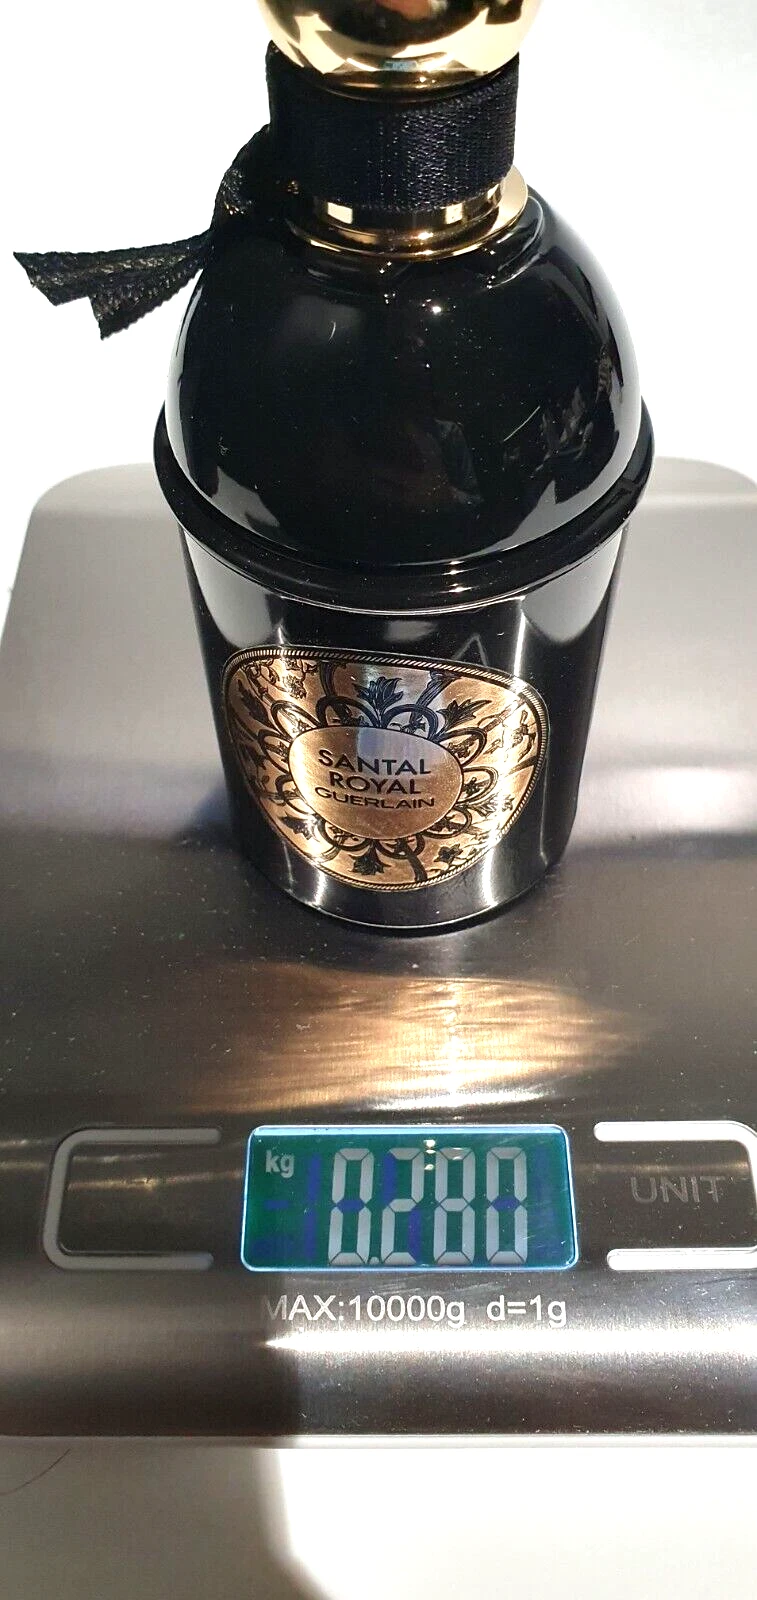 SANTAL
ROYAL
GUERLAIN
kg 0.280
UNIT
MAX:10000g d=1g